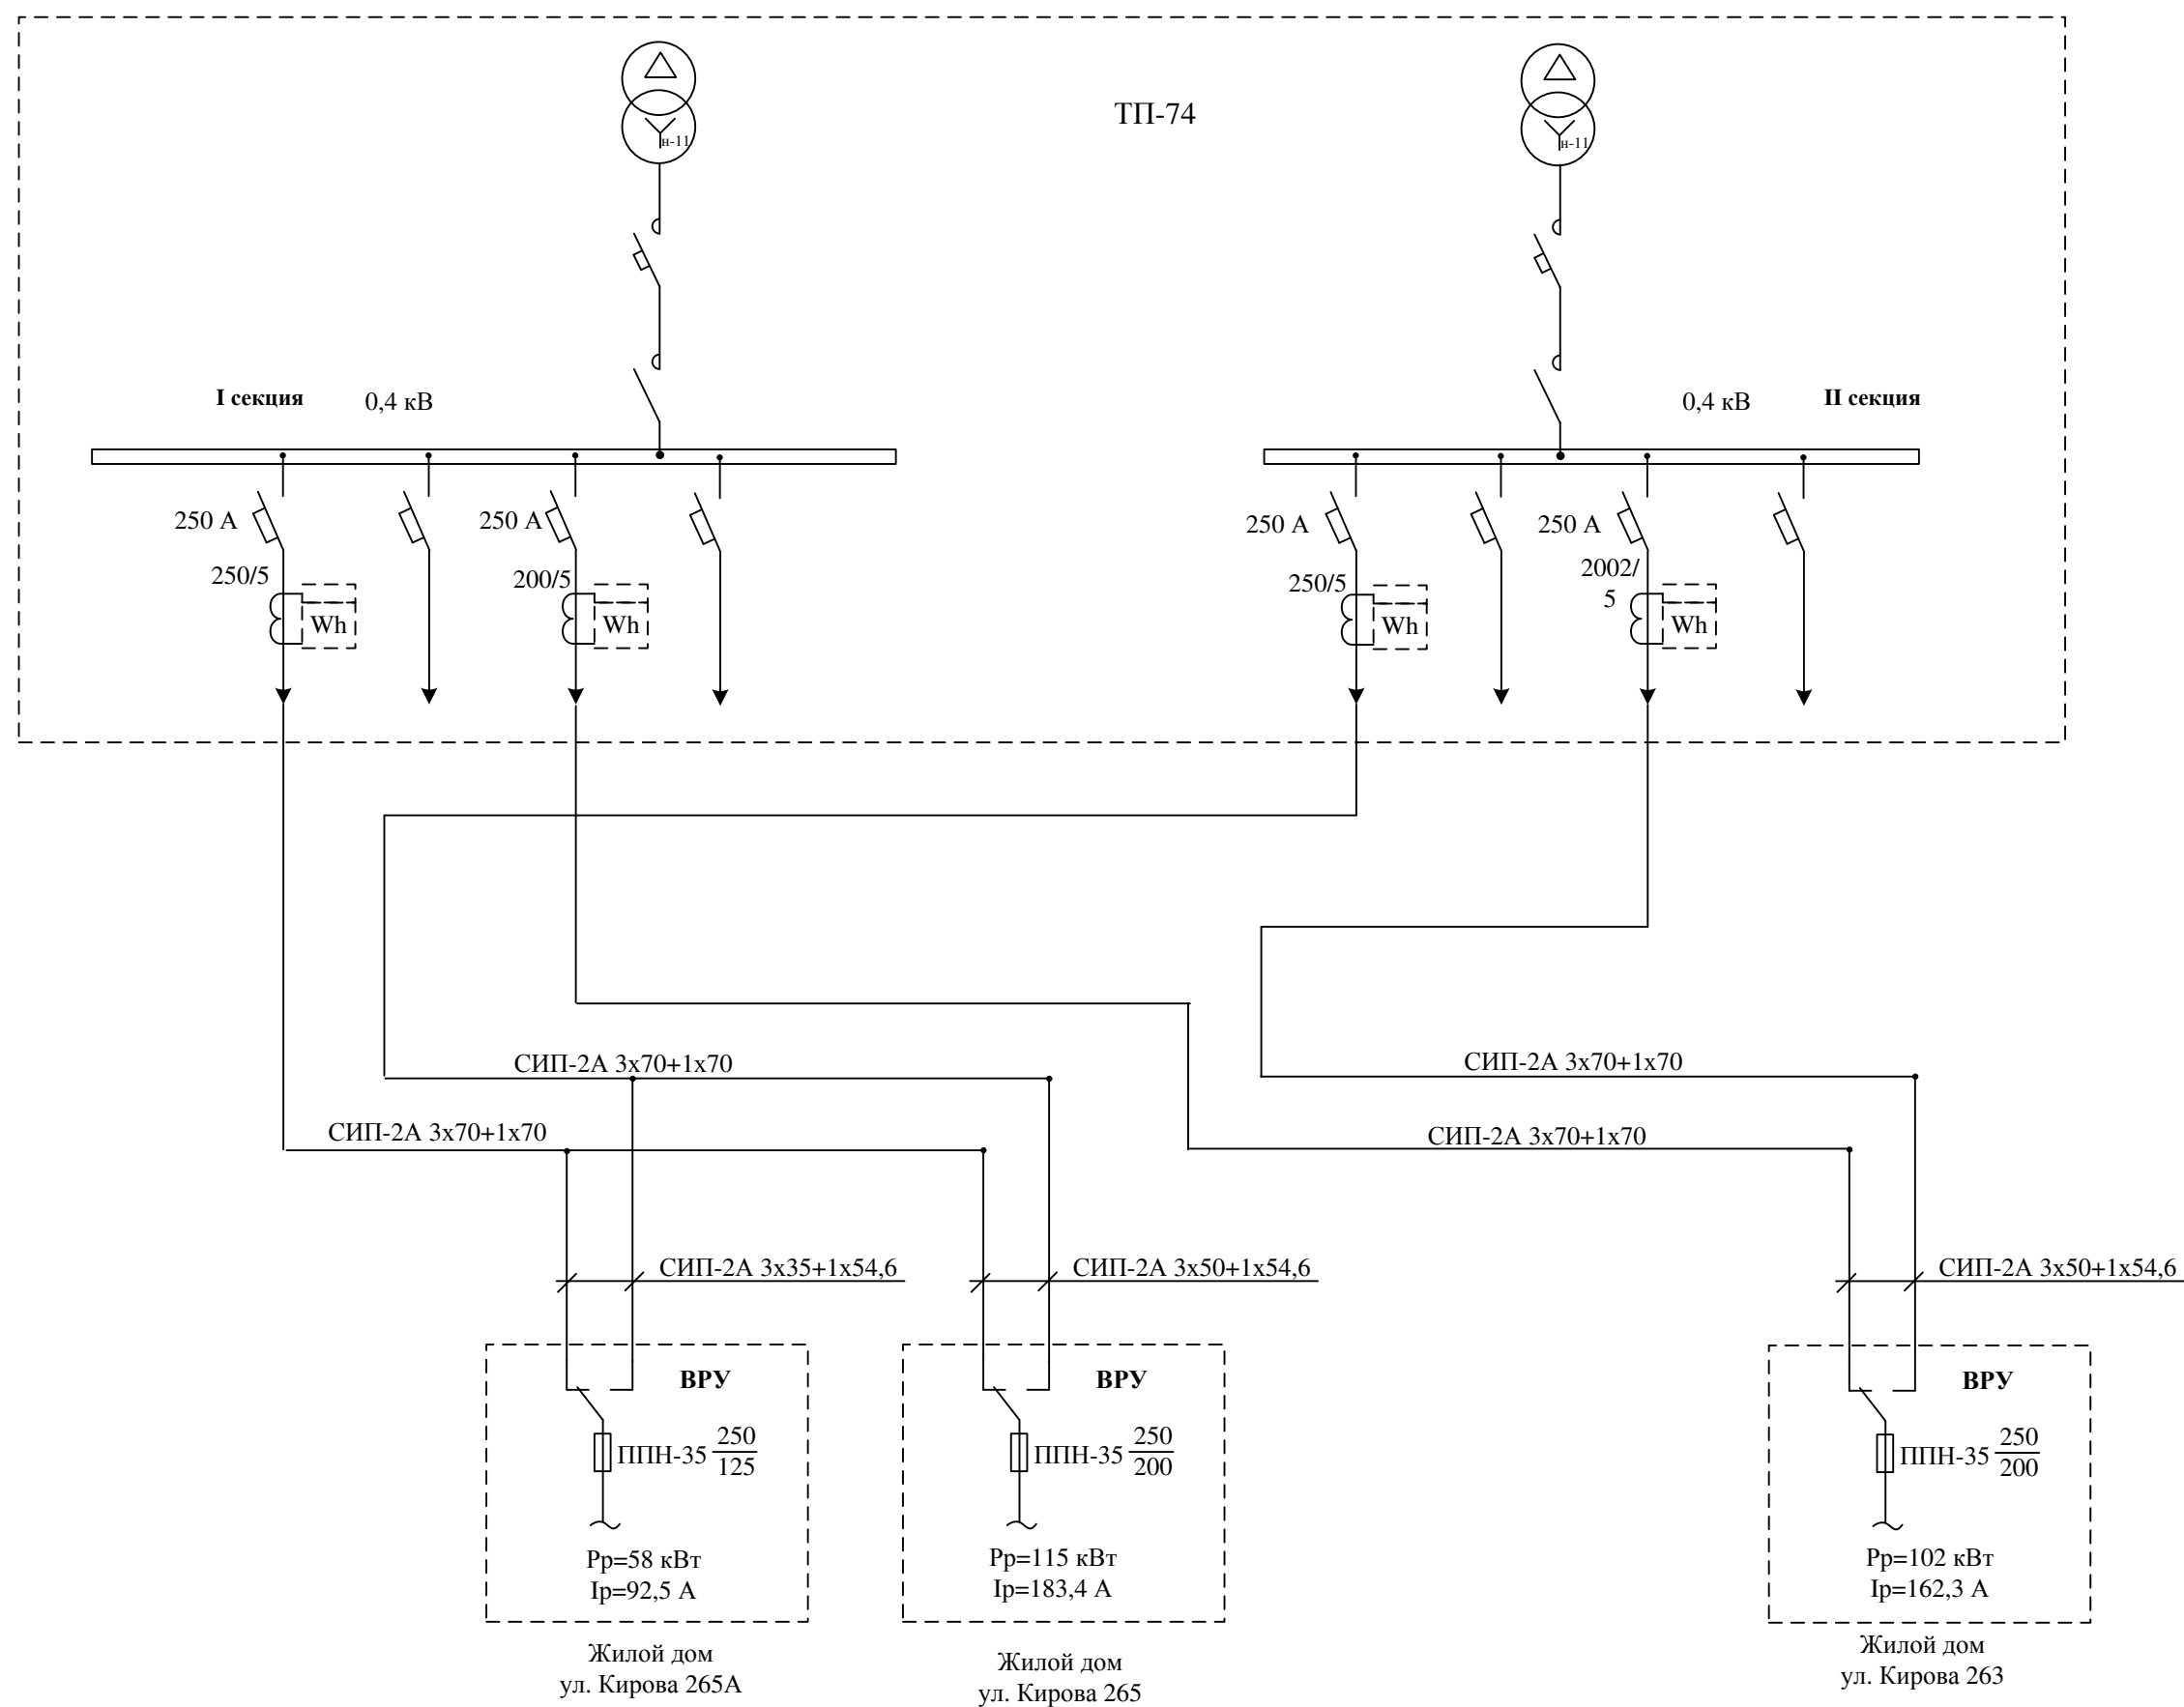 ТП-74
н-11
н-11
I секция
0,4 кВ
0,4 кВ
II секция
250 А
250 А
250 А
250 А
250/5
200/5
250/5
2002/
5
Wh
Wh
Wh
Wh
СИП-2А 3х70+1х70
СИП-2А 3х70+1х70
СИП-2А 3х70+1х70
СИП-2А 3х70+1х70
СИП-2А 3х35+1х54,6
СИП-2А 3х50+1х54,6
СИП-2А 3х50+1х54,6
ВРУ
ППН-35 250
125
Рр=58 кВт
Iр=92,5 А
Жилой дом
ул. Кирова 265А
ВРУ
ППН-35 250
200
Рр=115 кВт
Iр=183,4 А
Жилой дом
ул. Кирова 265
ВРУ
ППН-35 250
200
Рр=102 кВт
Iр=162,3 А
Жилой дом
ул. Кирова 263